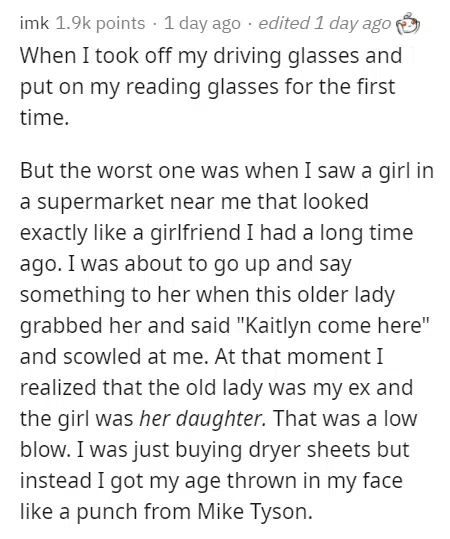 imk 1.9k points · 1 day ago · edited 1 day ago
When I took off my driving glasses and
put on my reading glasses for the first
time.
But the worst one was when I saw a girl in
a supermarket near me that looked
exactly like a girlfriend I had a long time
ago. I was about to go up and say
something to her when this older lady
grabbed her and said "Kaitlyn come here"
and scowled at me. At that moment I
realized that the old lady was my ex and
the girl was her daughter. That was a low
blow. I was just buying dryer sheets but
instead I got my age thrown in my face
like a punch from Mike Tyson.